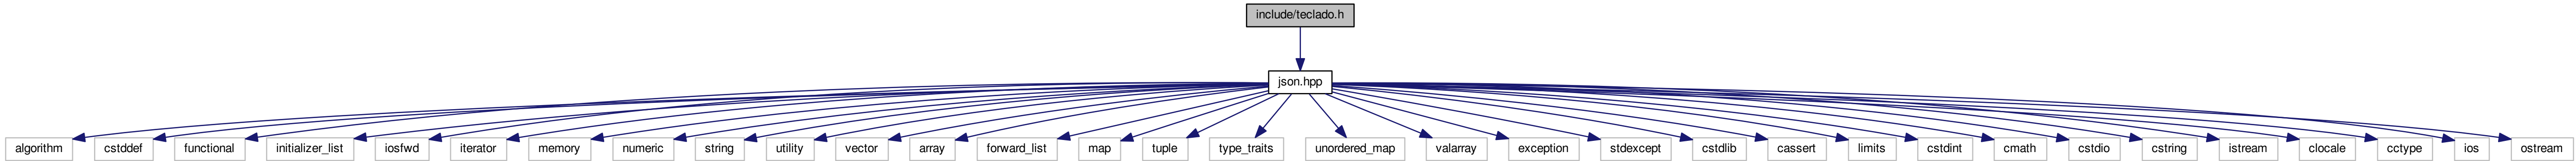 include/teclado.h
json.hpp
algorithm
cstddef
functional
initializer_list
iosfwd
iterator
memory
numeric
string
utility
vector
array
forward_list
map
tuple
type_traits
unordered_map
valarray
exception
stdexcept
cstdlib
cassert
limits
cstdint
cmath
cstdio
cstring
istream
clocale
cctype
ios
ostream